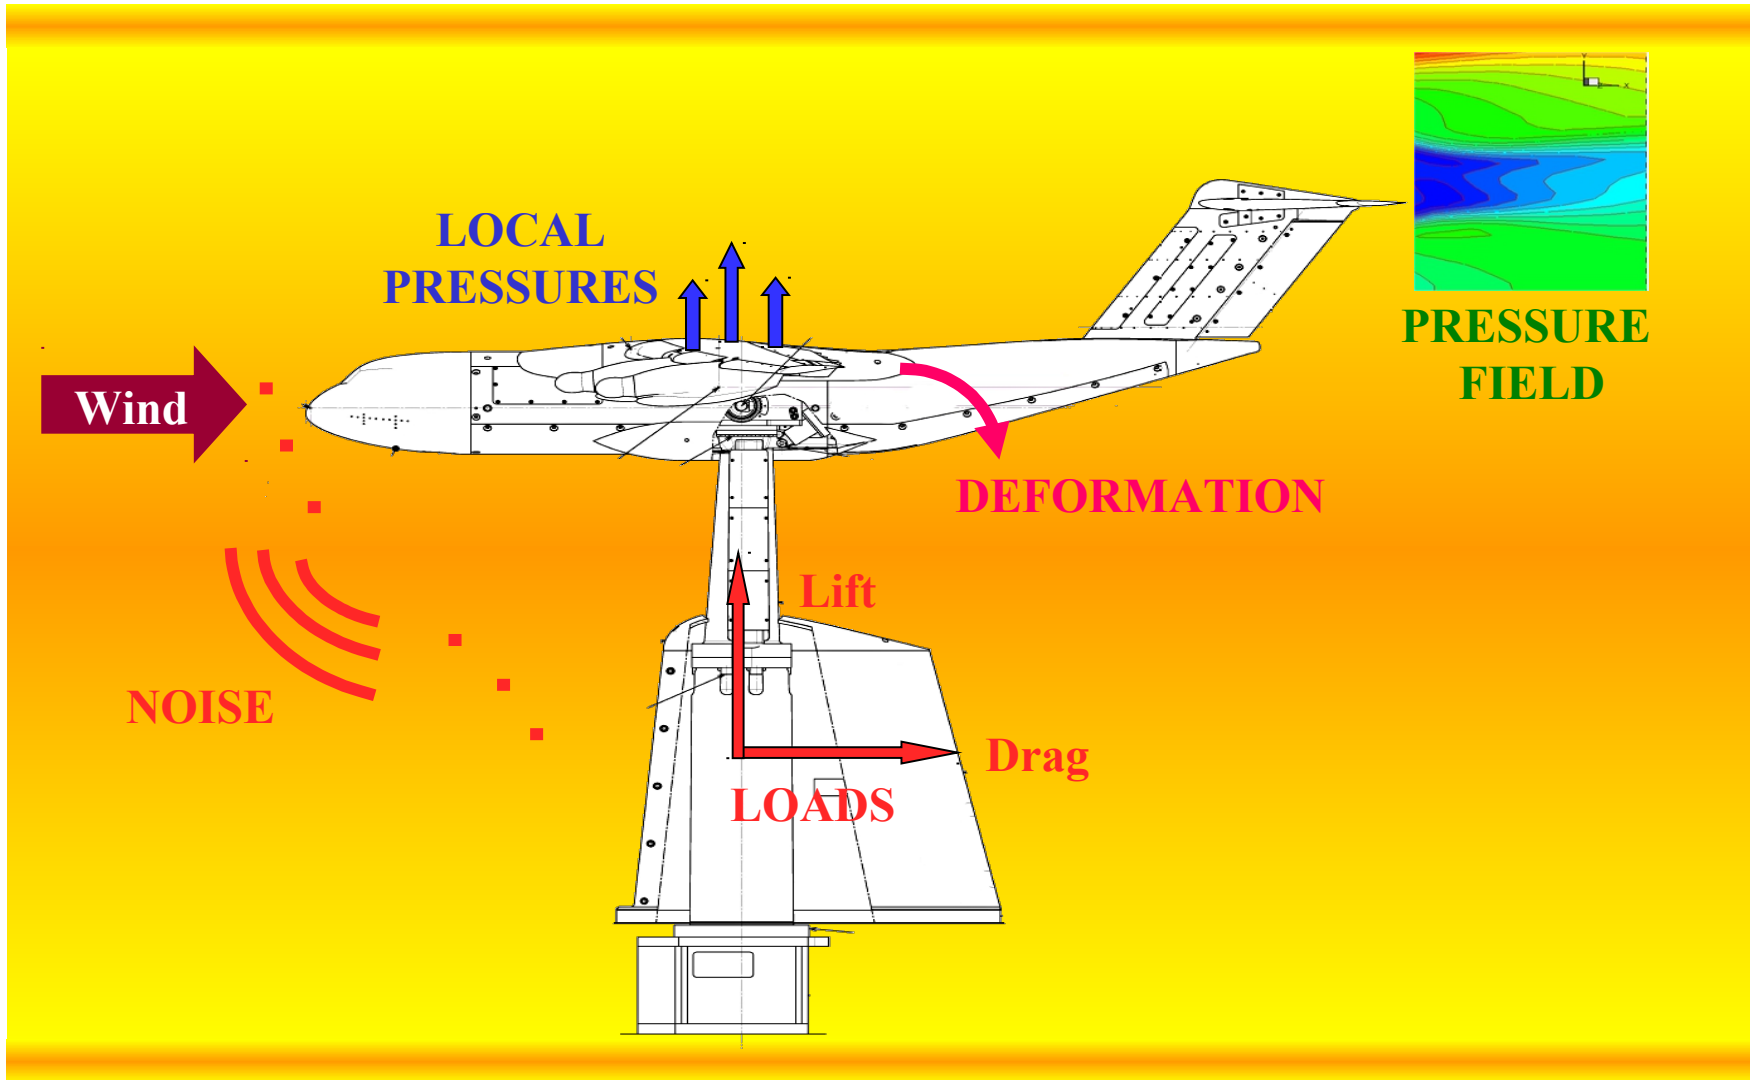 Y
X
LOCAL
PRESSURES
PRESSURE
FIELD
Wind
DEFORMATION
Lift
NOISE
Drag
LOADS